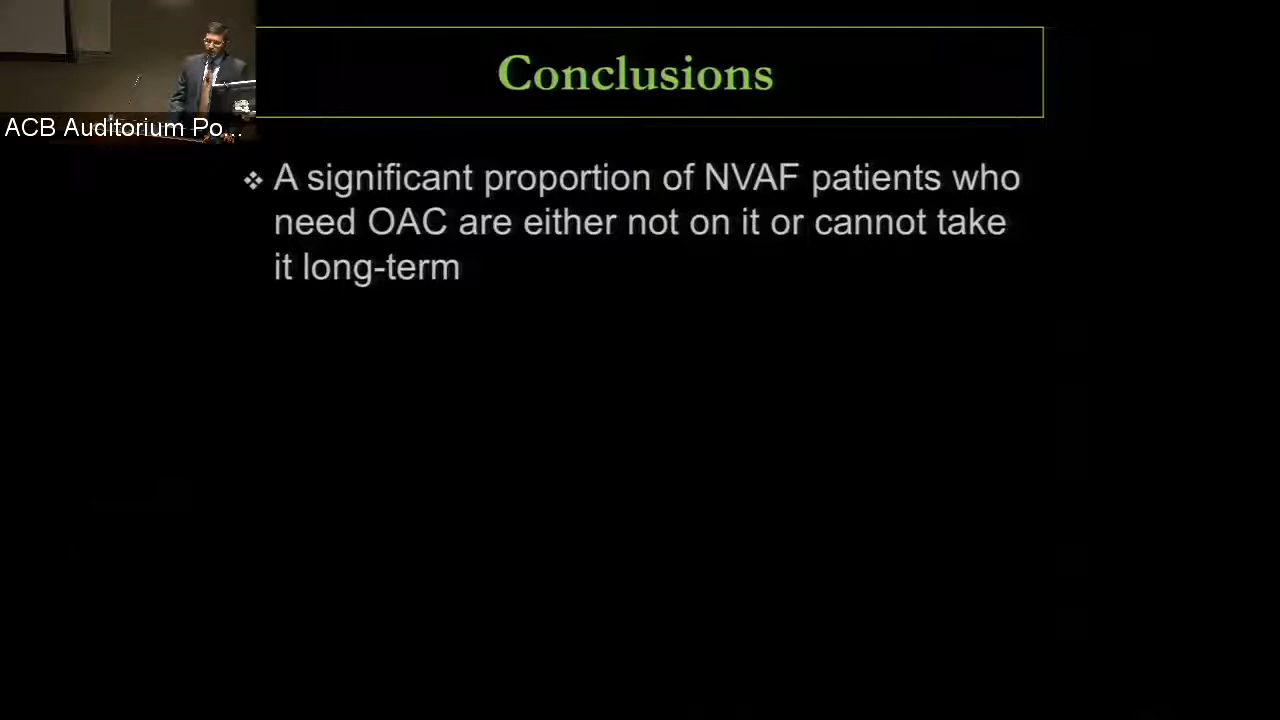 Conclusions
ACB Auditorium Po...
❖ A significant proportion of NVAF patients who
need OAC are either not on it or cannot take
it long-term